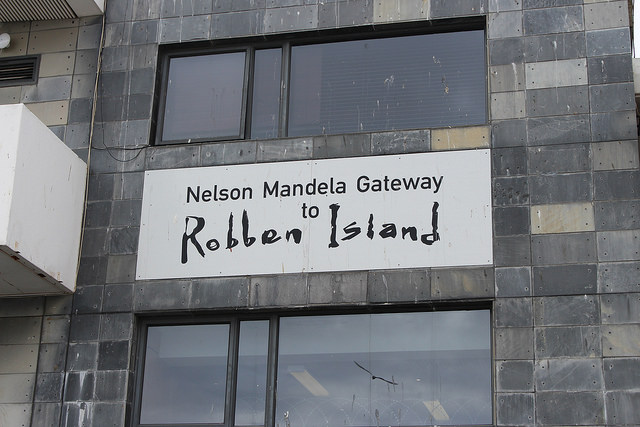 Nelson Mandela Gateway
to
Robben Island